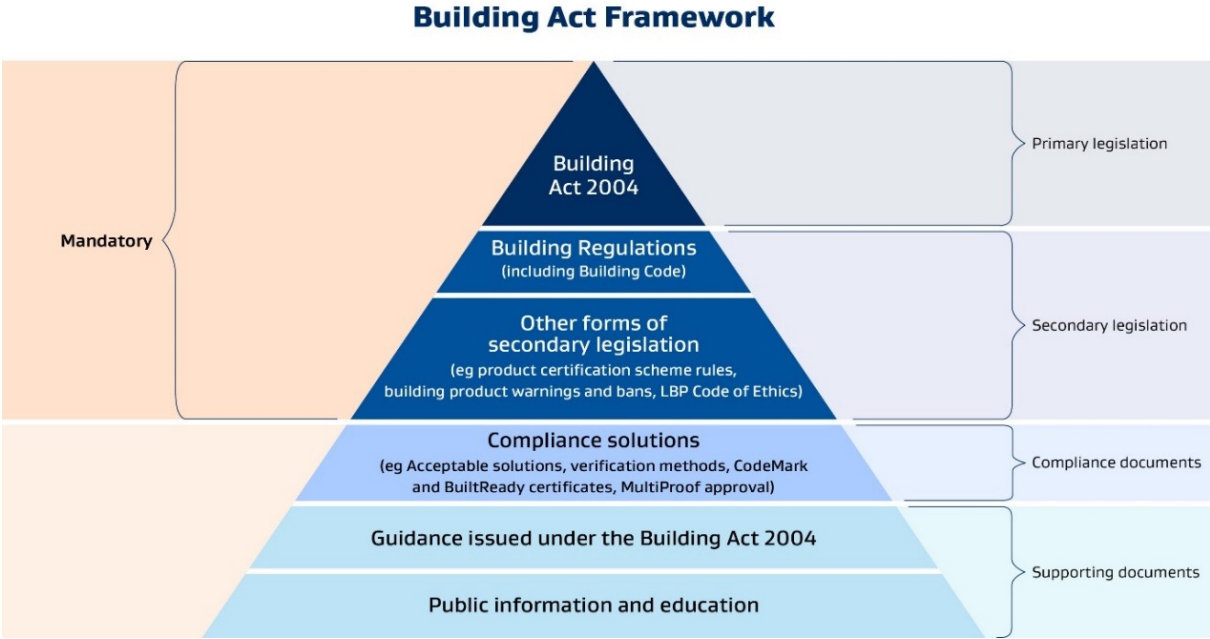 Building Act Framework
Building
Act 2004
Primary legislation
Mandatory
Building Regulations
(including Building Code)
Other forms of
secondary legislation
(eg product certification scheme rules,
building product warnings and bans, LBP Code of Ethics)
Secondary legislation
Compliance solutions
(eg Acceptable solutions, verification methods, CodeMark
and BuiltReady certificates, MultiProof approval)
Compliance documents
Guidance issued under the Building Act 2004
Public information and education
Supporting documents